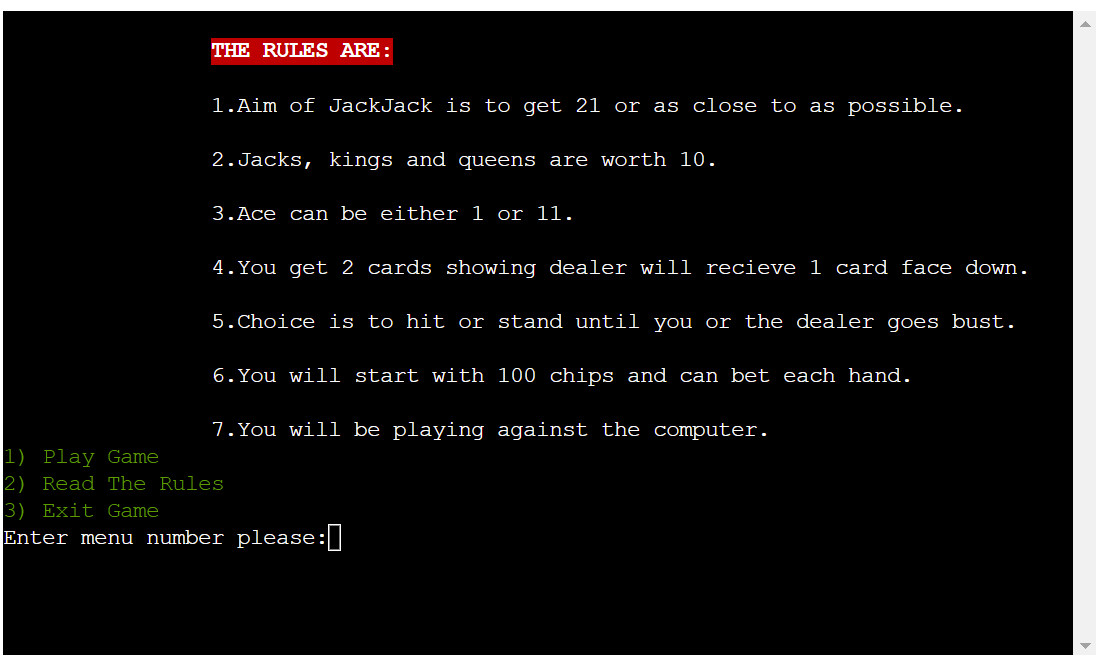 THE RULES ARE:
1.Aim of JackJack is to get 21 or as close to as possible.
2.Jacks, kings and queens are worth 10.
3.Ace can be either 1 or 11.
4.You get 2 cards showing dealer will recieve 1 card face down.
5.Choice is to hit or stand until you or the dealer goes bust.
6.You will start with 100 chips and can bet each hand.
7.You will be playing against the computer.
1) Play Game
2) Read The Rules
3) Exit Game
Enter menu number please: